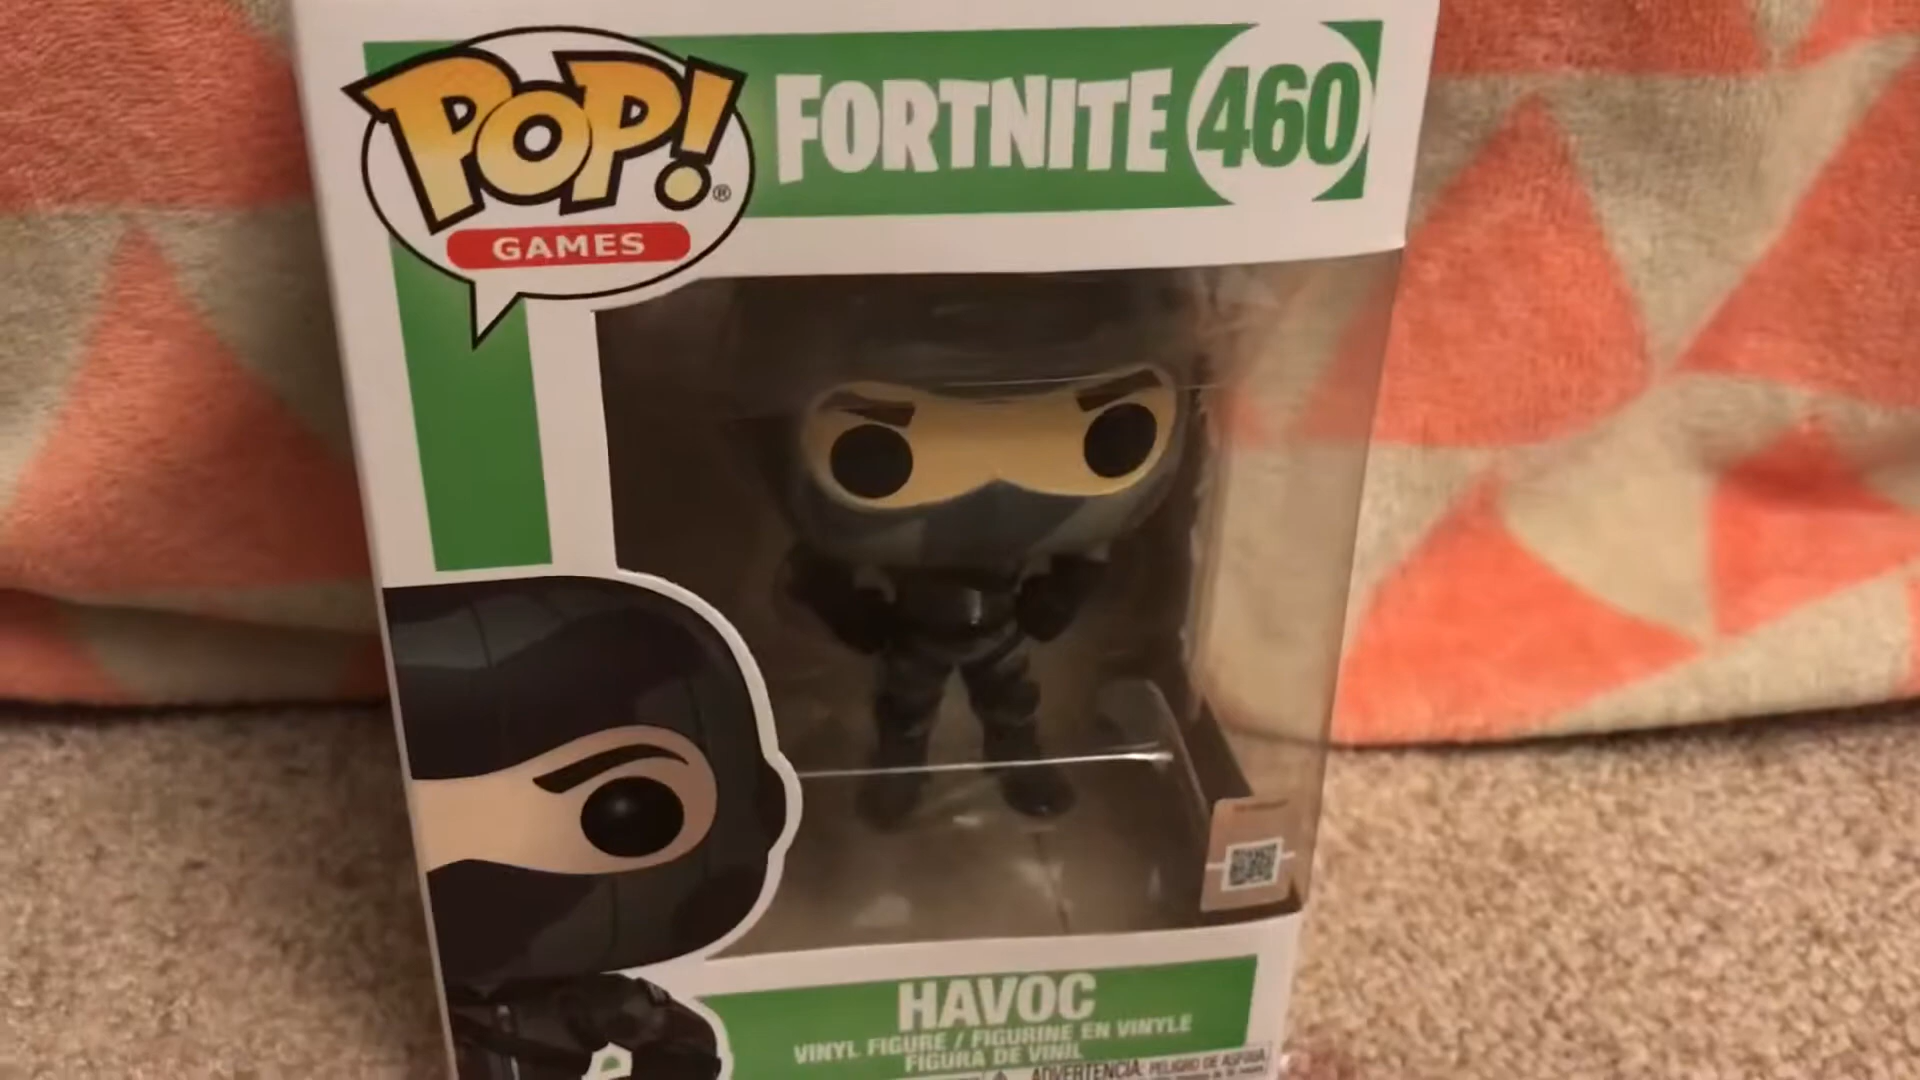 POP!®
GAMES
FORTNITE 460
HAVOC
VINYL FIGURE / FIGURINE EN VINYLE
FIGURA DE VINIL
ADVERTENCIA: PELIGRO DE ASFIXIA